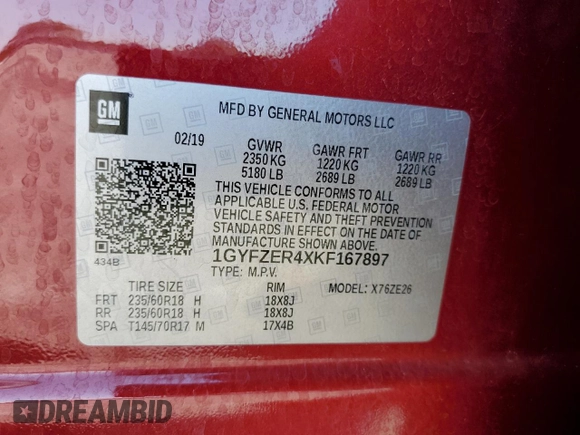 GM
MFD BY GENERAL MOTORS LLC
02/19 GVWR GAWR FRT GAWR RR
2350 KG 1220 KG 1220 KG
5180 LB 2689 LB 2689 LB
THIS VEHICLE CONFORMS TO ALL
APPLICABLE U.S. FEDERAL MOTOR
VEHICLE SAFETY AND THEFT PREVENTION
STANDARDS IN EFFECT ON THE DATE OF
MANUFACTURE SHOWN ABOVE.
434B
1GYFZER4XKF167897
TYPE: M.P.V.
MODEL: X76ZE26
TIRE SIZE RIM
FRT 235/60R18 H 18X8J
RR 235/60R18 H 18X8J
SPA T145/70R17 M 17X4B
DREAMBID